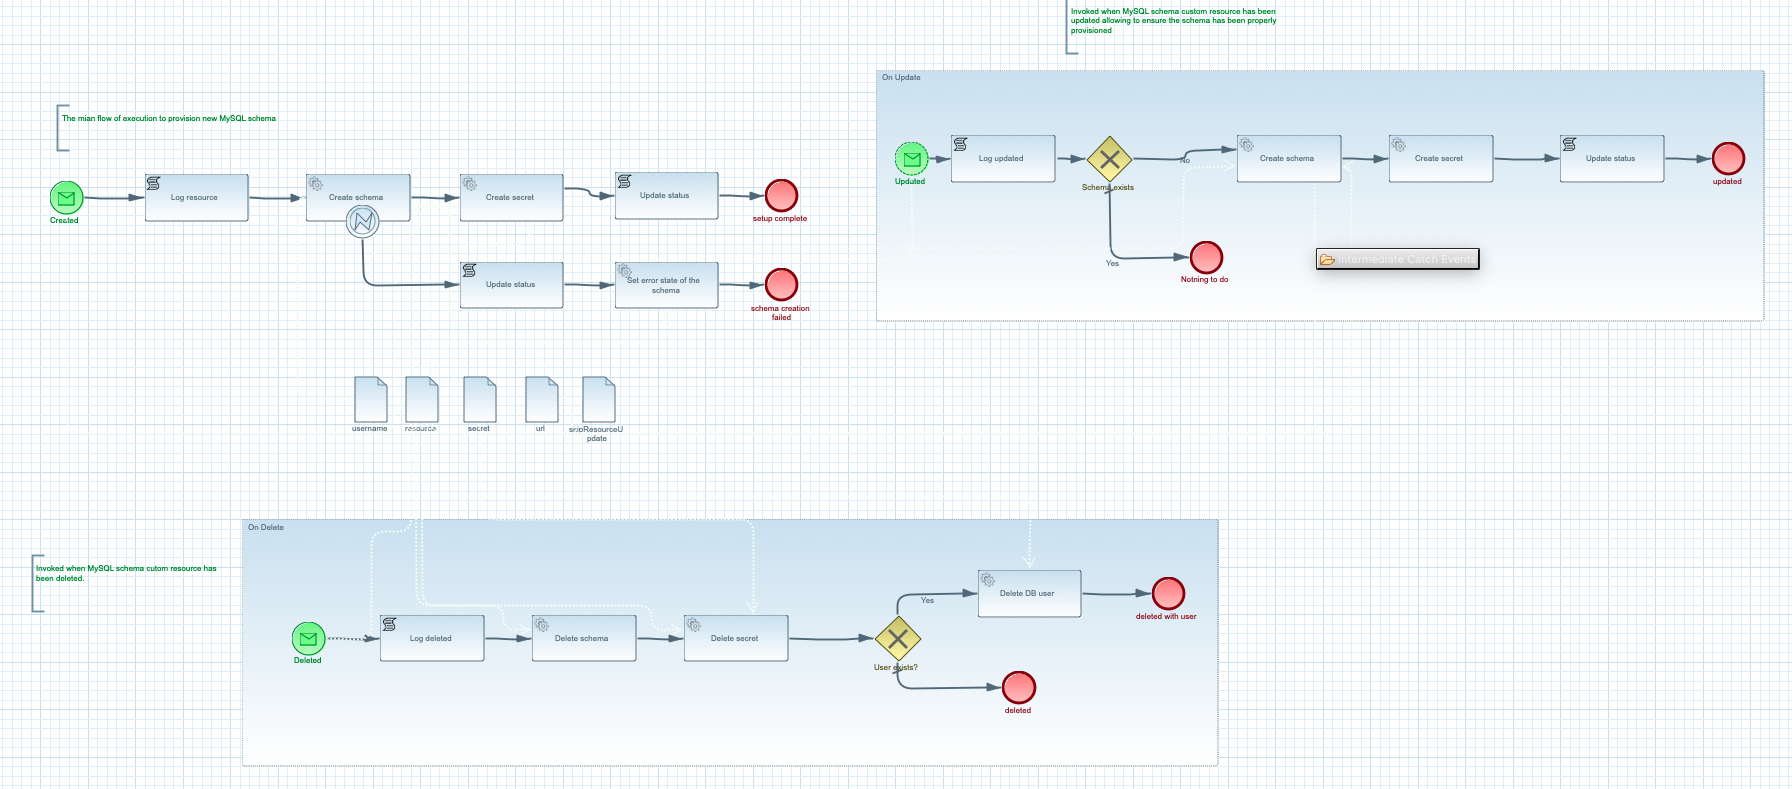 Invoked when MySQL schema custom resource has been
updated allowing to ensure the schema has been properly
provisioned
On Update
The mian flow of execution to provision new MySQL schema
Log updated
No
Create schema
Create secret
Update status
Updated
Schema exists
updated
Log resource
Create schema
Create secret
Update status
Created
setup complete
Yes
Intermediate Catch Events
Notning to do
Update status
Set error state of the
schema
schema creation
failed
username
resource
secret
url
skipResourceU
pdate
On Delete
Invoked when MySQL schema cutom resource has
been deleted.
Yes
Delete DB user
deleted with user
Log deleted
Delete schema
Delete secret
Deleted
User exists?
deleted